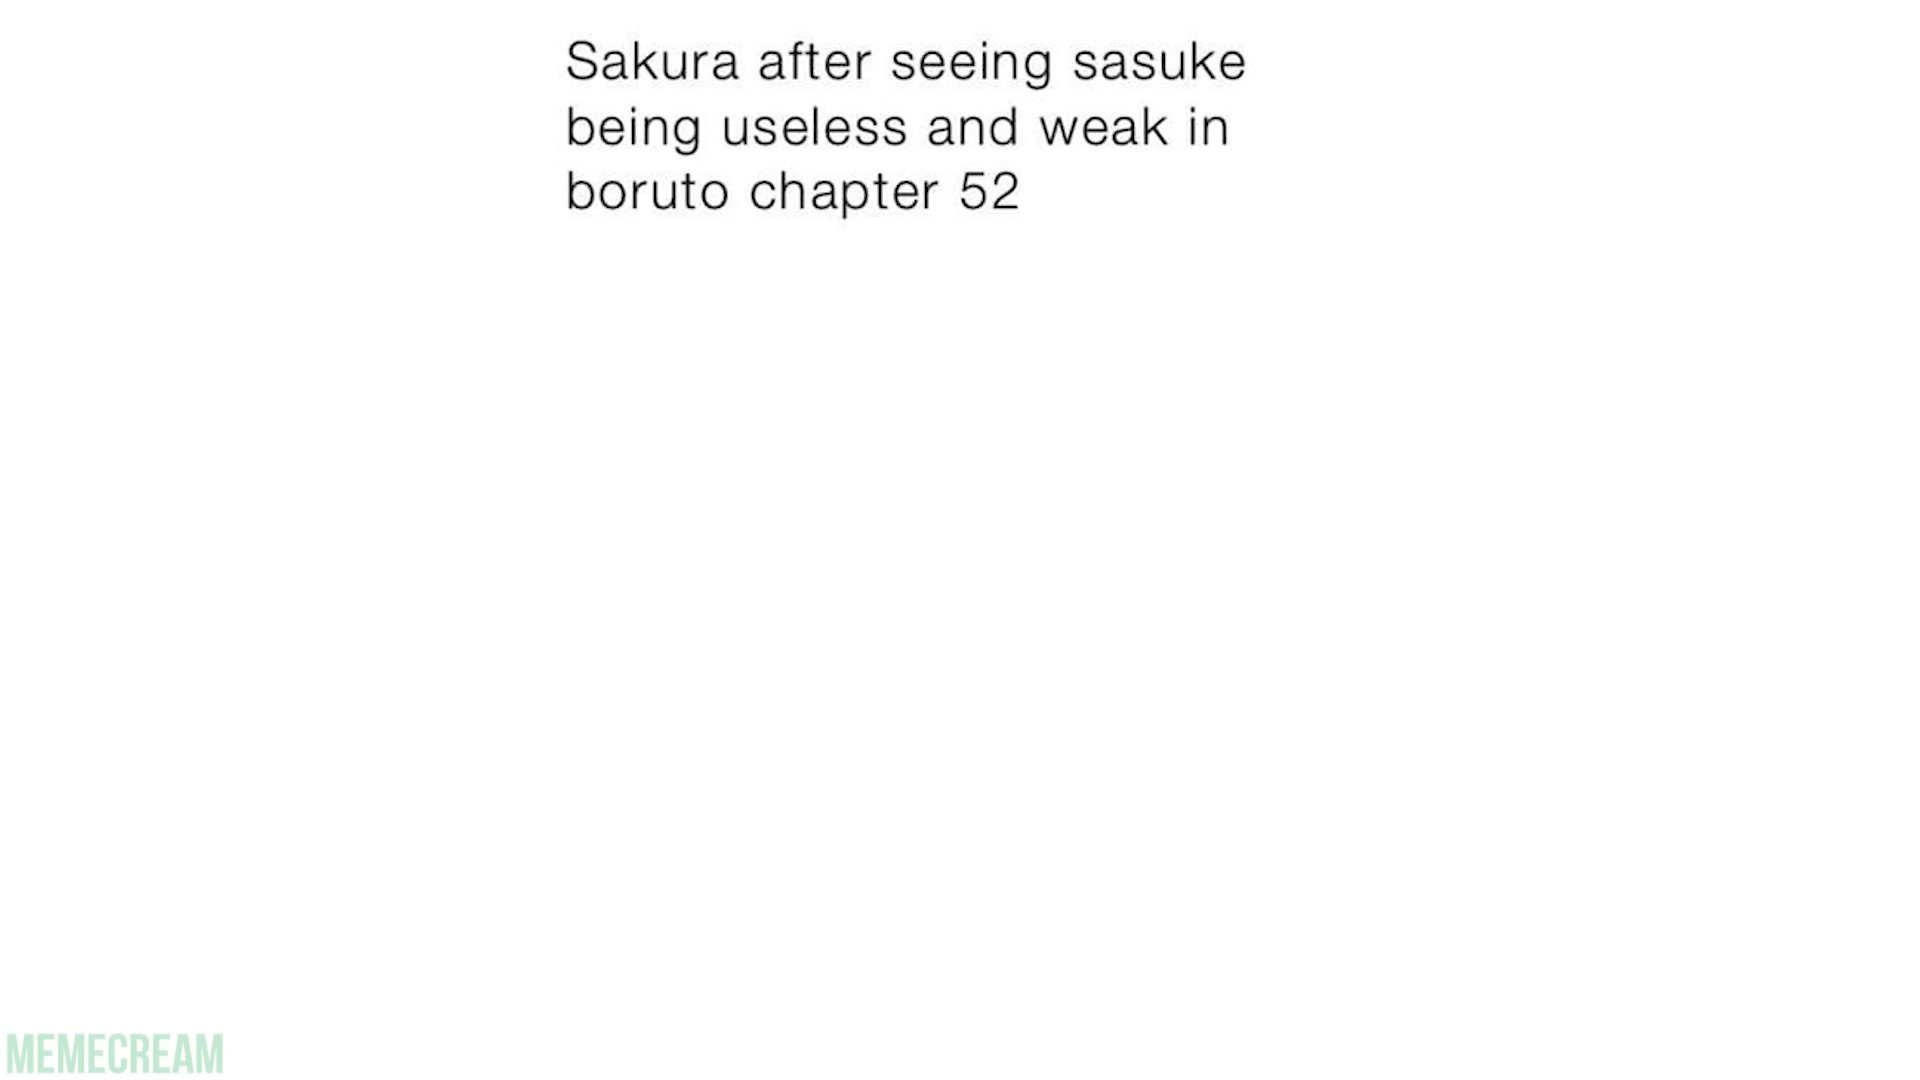 Sakura after seeing sasuke
being useless and weak in
boruto chapter 52
MEMECREAM